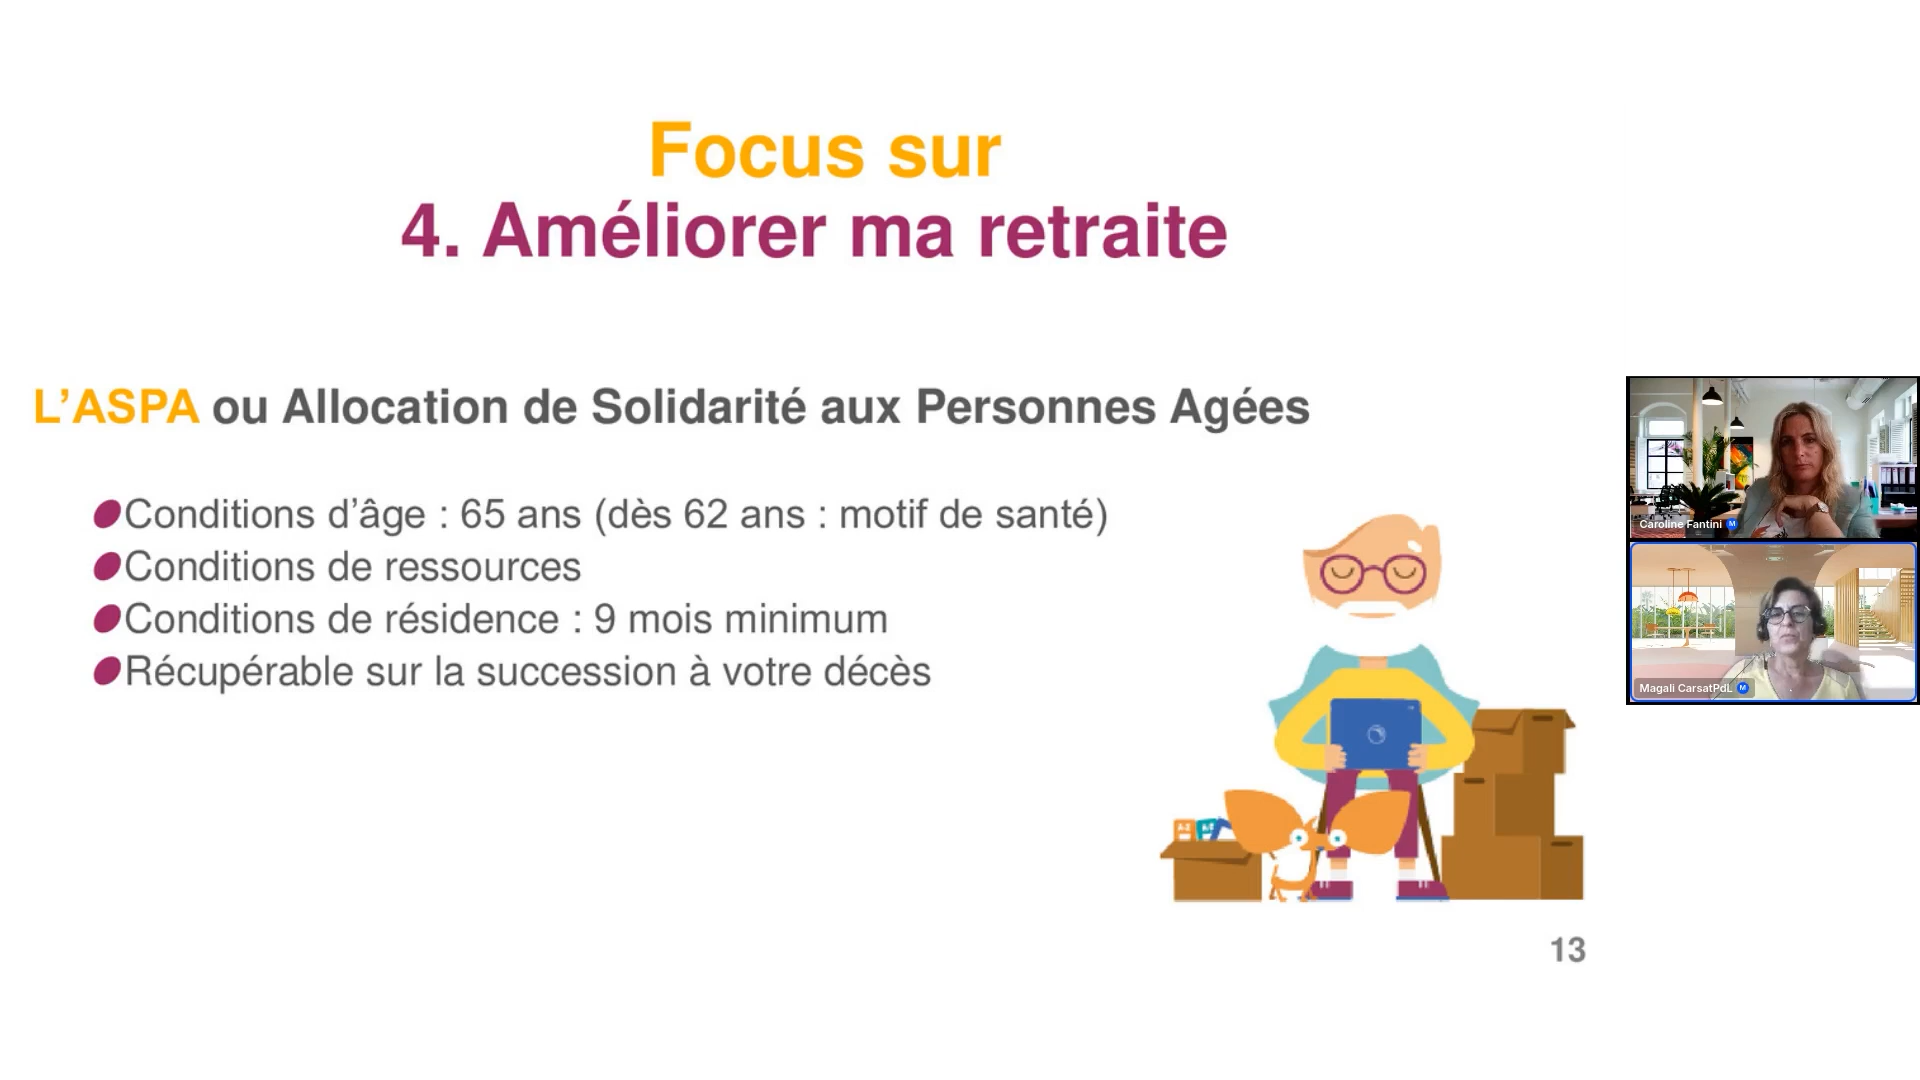 Focus sur
4. Améliorer ma retraite
L’ASPA ou Allocation de Solidarité aux Personnes Agées
Conditions d’âge : 65 ans (dès 62 ans : motif de santé)
Conditions de ressources
Conditions de résidence : 9 mois minimum
Récupérable sur la succession à votre décès
A-Z
13
Caroline Fantini M
Magali CarsatPdL M